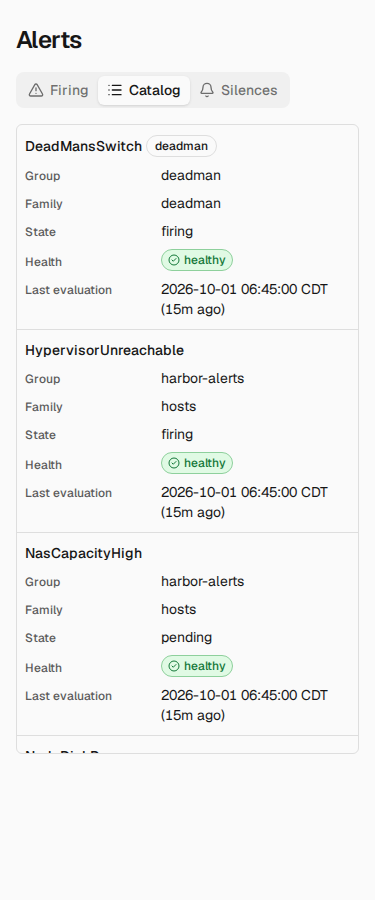 Alerts
Firing Catalog Silences
DeadMansSwitch deadman
Group deadman
Family deadman
State firing
Health healthy
Last evaluation 2026-10-01 06:45:00 CDT
(15m ago)
HypervisorUnreachable
Group harbor-alerts
Family hosts
State firing
Health healthy
Last evaluation 2026-10-01 06:45:00 CDT
(15m ago)
NasCapacityHigh
Group harbor-alerts
Family hosts
State pending
Health healthy
Last evaluation 2026-10-01 06:45:00 CDT
(15m ago)